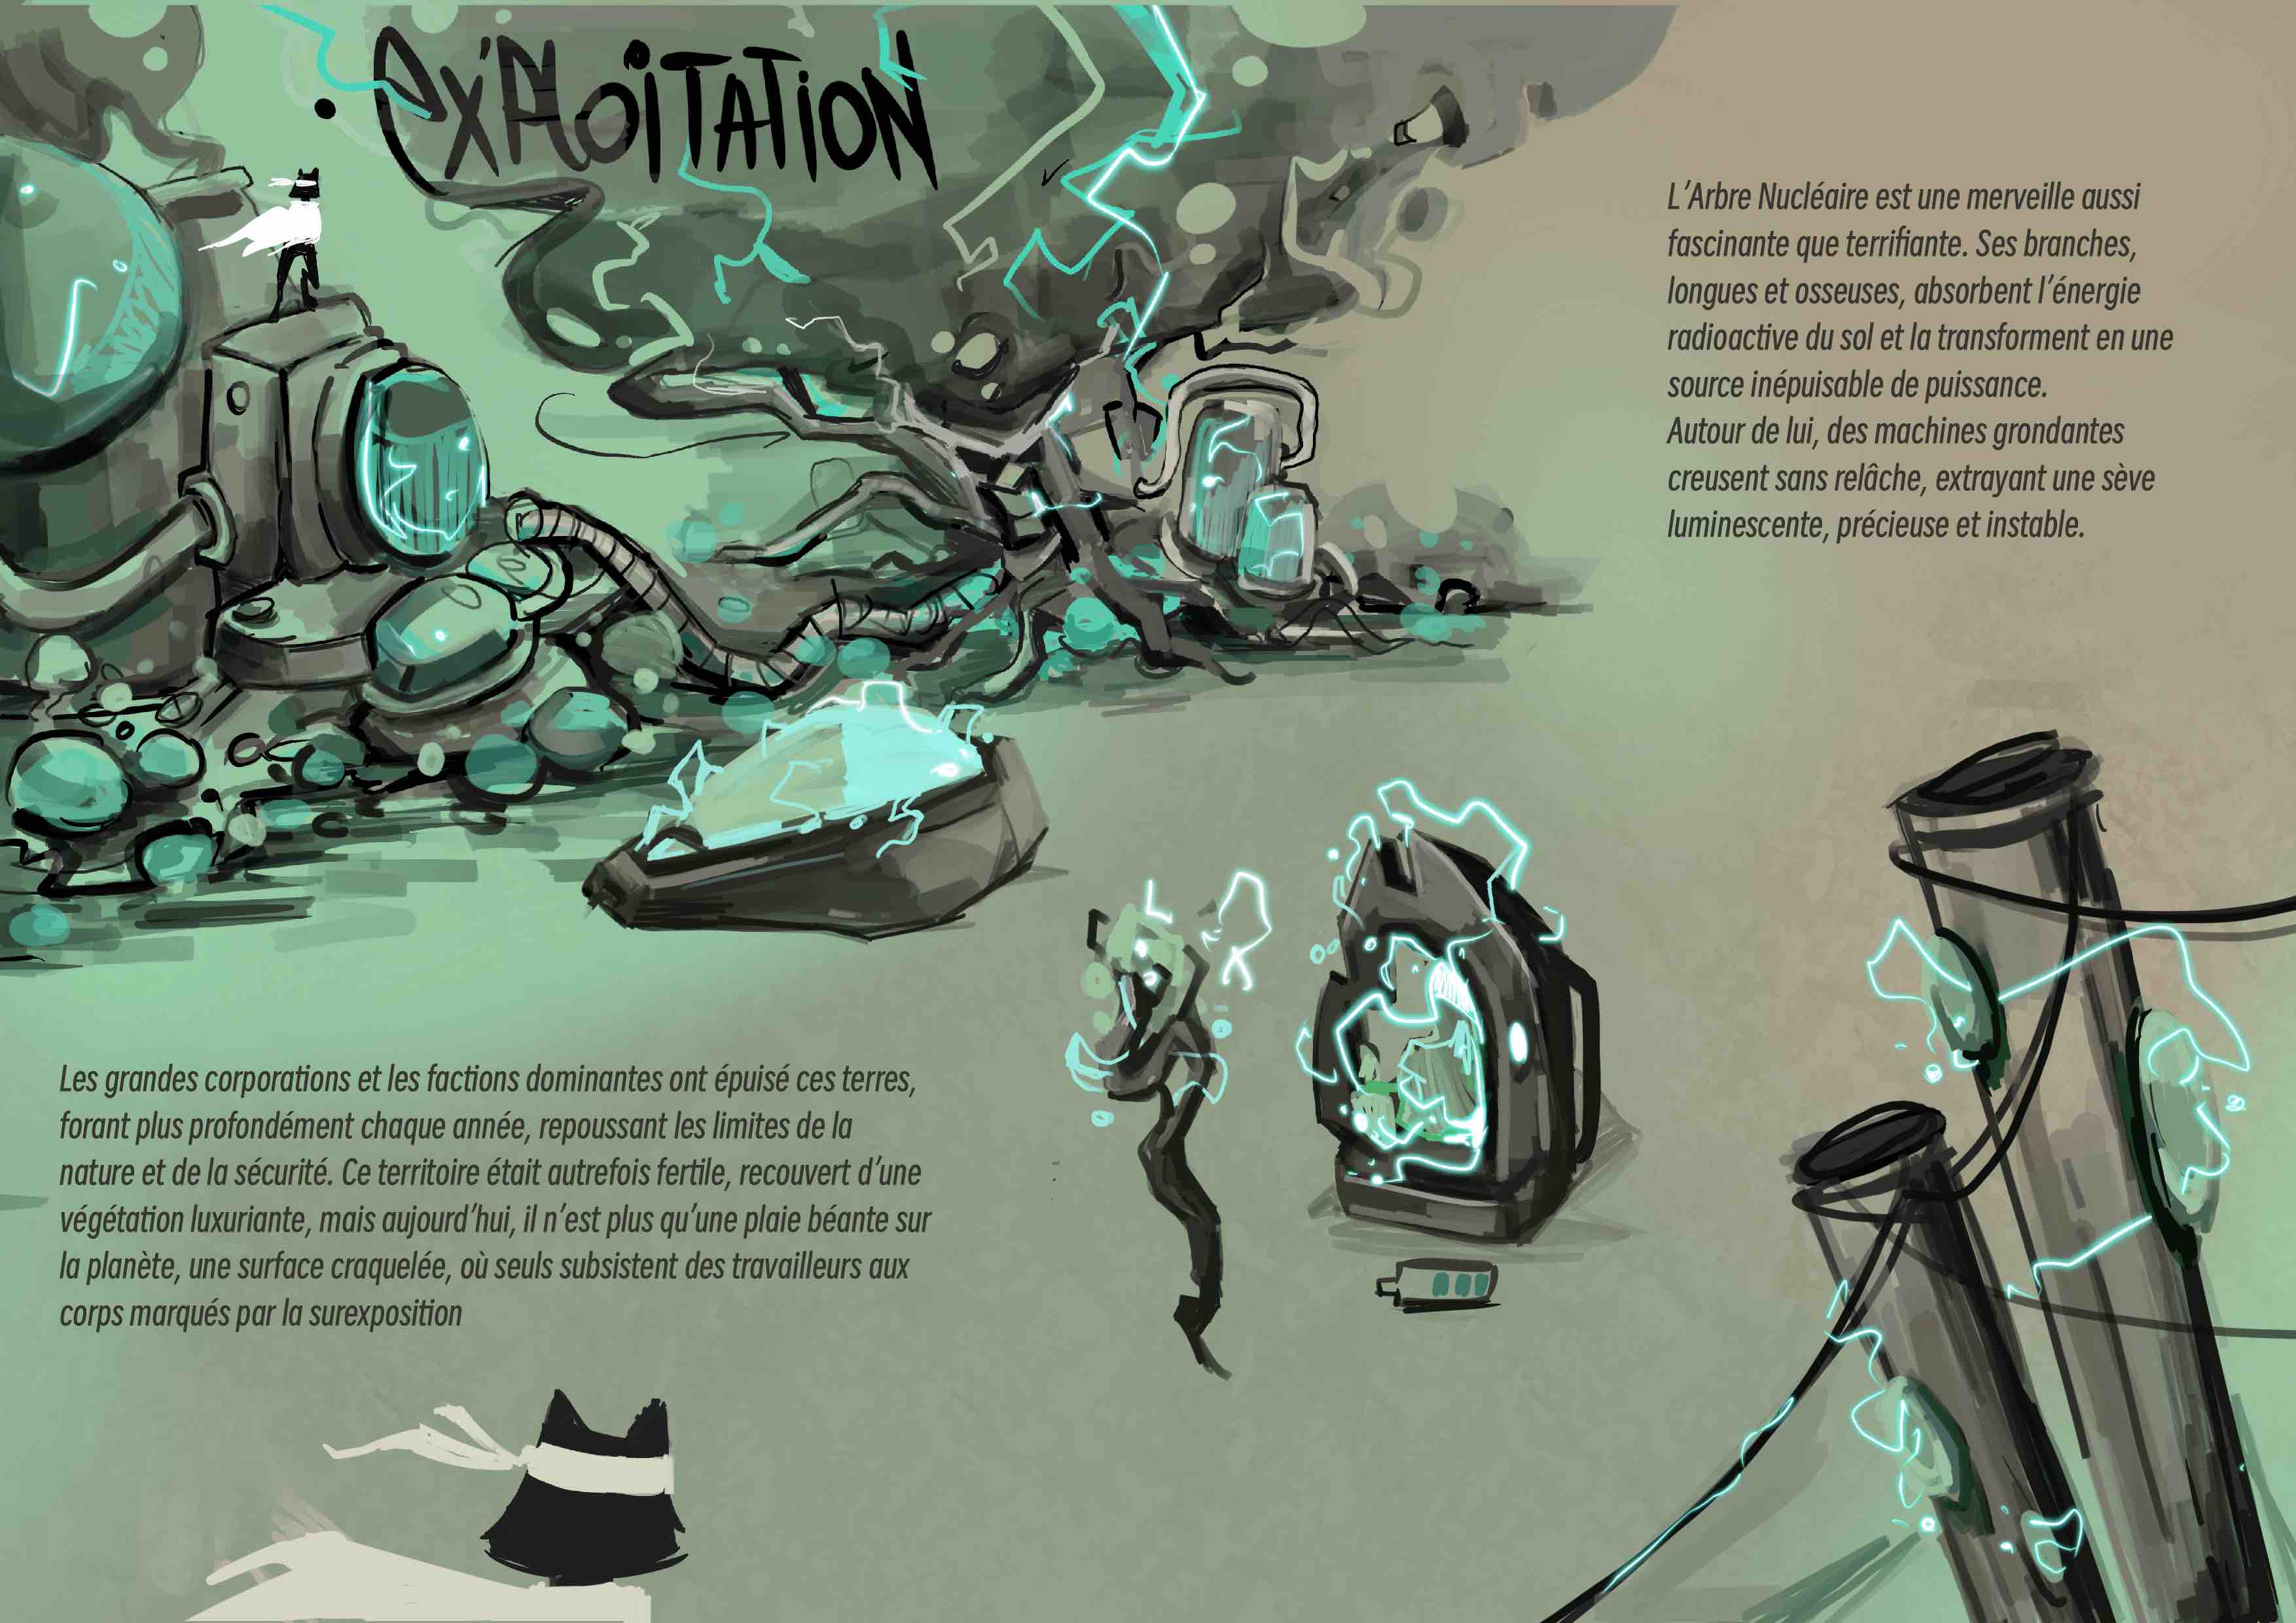 eXPLOiTATiON
L’Arbre Nucléaire est une merveille aussi
fascinante que terrifiante. Ses branches,
longues et osseuses, absorbent l’énergie
radioactive du sol et la transforment en une
source inépuisable de puissance.
Autour de lui, des machines grondantes
creusent sans relâche, extrayant une sève
luminescente, précieuse et instable.
Les grandes corporations et les factions dominantes ont épuisé ces terres,
forant plus profondément chaque année, repoussant les limites de la
nature et de la sécurité. Ce territoire était autrefois fertile, recouvert d’une
végétation luxuriante, mais aujourd’hui, il n’est plus qu’une plaie béante sur
la planète, une surface craquelée, où seuls subsistent des travailleurs aux
corps marqués par la surexposition